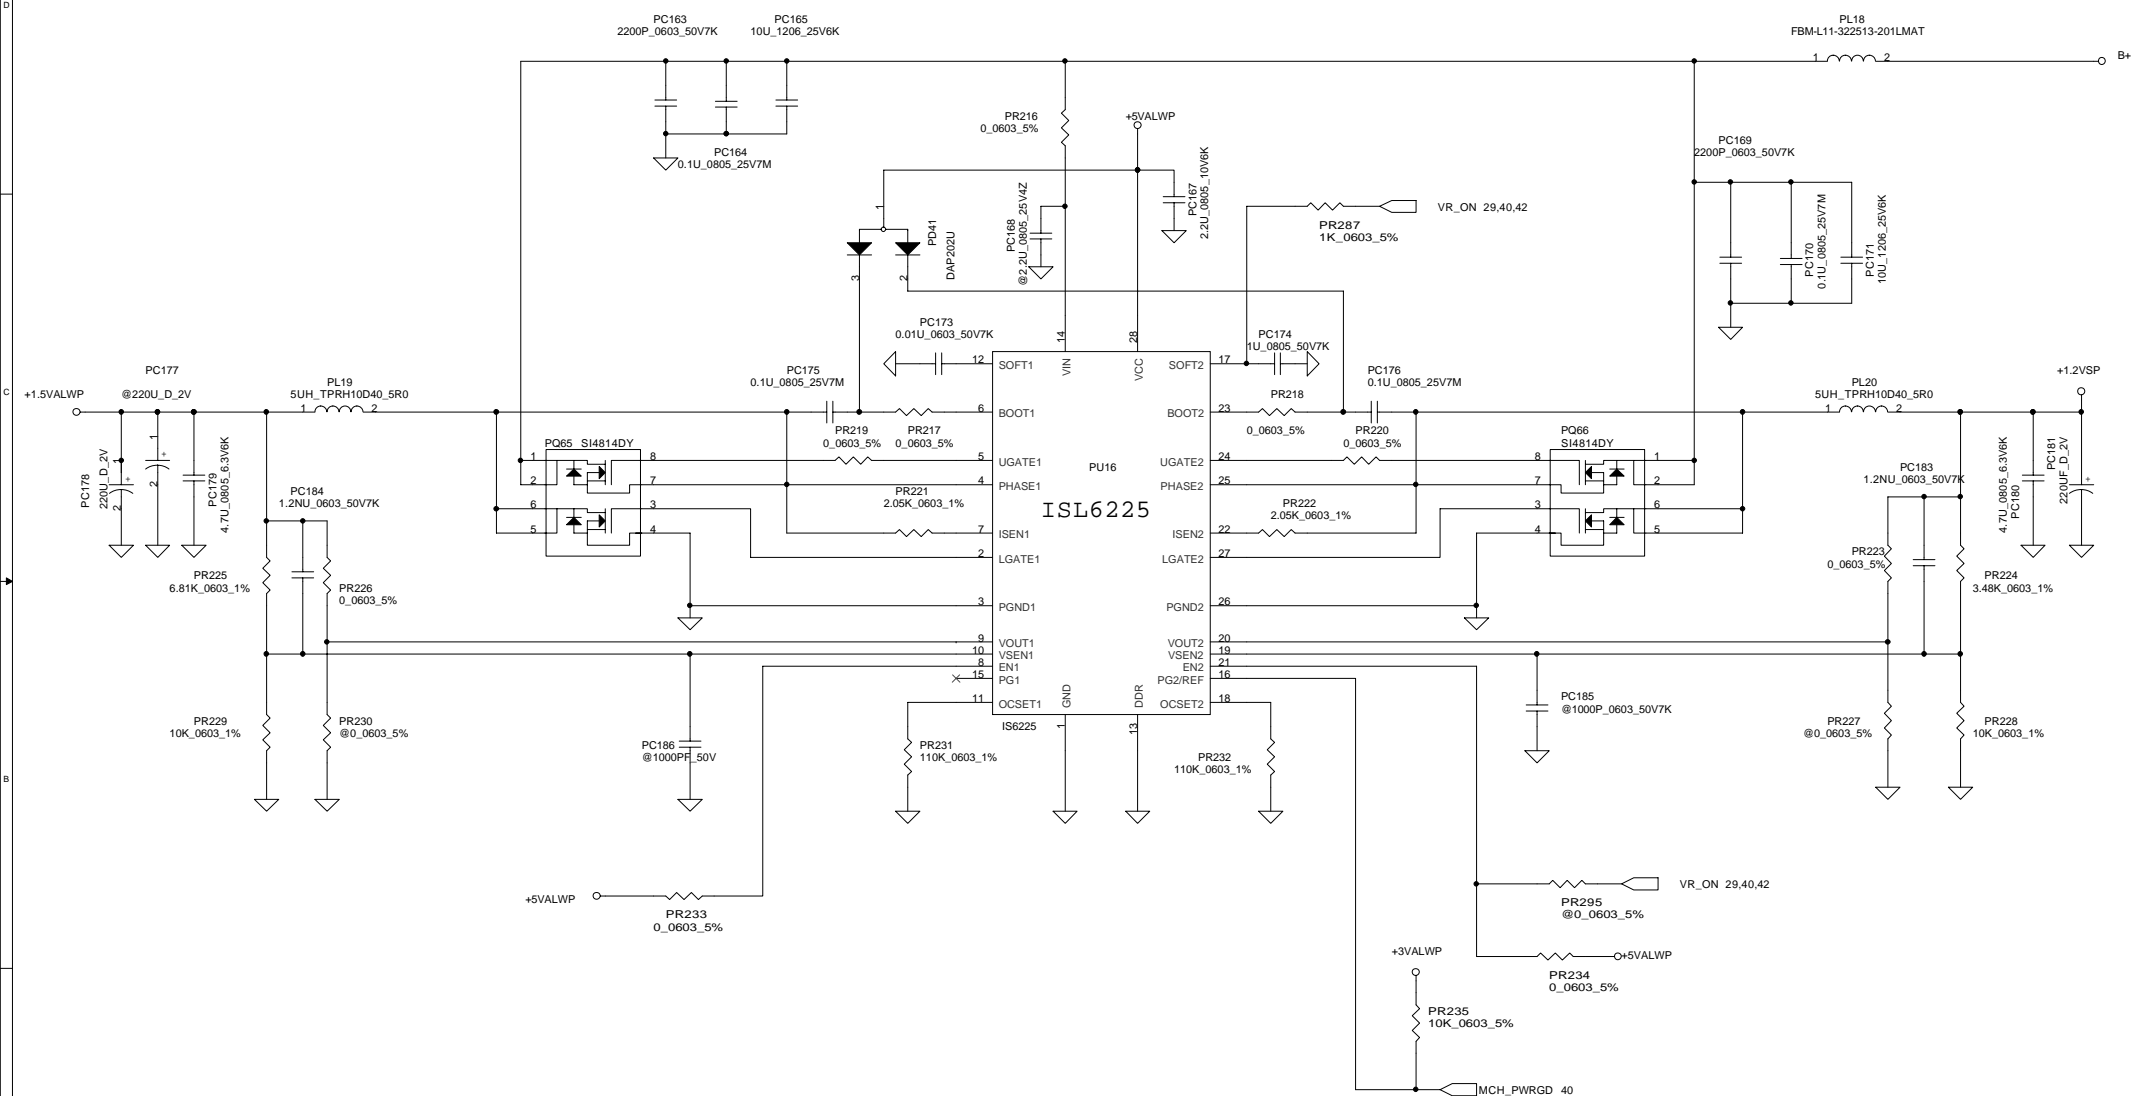 D
PC163
2200P_0603_50V7K
PC165
10U_1206_25V6K
PL18
FBM-L11-322513-201LMAT
1
2
B+
PR216
0_0603_5%
+5VALWP
PC164
0.1U_0805_25V7M
PC169
2200P_0603_50V7K
PC167
2.2U_0805_10V6K
PC168
@2.2U_0805_25V4Z
1
PD41
DAP202U
3
2
VR_ON 29,40,42
PR287
1K_0603_5%
PC170
0.1U_0805_25V7M
PC171
10U_1206_25V6K
PC173
0.01U_0603_50V7K
14
28
PC174
1U_0805_50V7K
12
SOFT1
VIN
VCC
SOFT2
17
C
+1.5VALWP
PC177
@220U_D_2V
PL19
5UH_TPRH10D40_5R0
1
2
PC175
0.1U_0805_25V7M
PC176
0.1U_0805_25V7M
PL20
5UH_TPRH10D40_5R0
1
2
+1.2VSP
PR218
0_0603_5%
6
BOOT1
BOOT2
23
PR219
0_0603_5%
PR217
0_0603_5%
PR220
0_0603_5%
PQ65 SI4814DY
PQ66
SI4814DY
1
2
8
7
5
UGATE1
UGATE2
24
8
7
1
2
4
PHASE1
PU16
PHASE2
25
PC178
220U_D_2V
1
2
+
1
2
+
PC179
4.7U_0805_6.3V6K
PC184
1.2NU_0603_50V7K
6
5
3
4
PR221
2.05K_0603_1%
ISL6225
PR222
2.05K_0603_1%
3
4
6
5
PC183
1.2NU_0603_50V7K
4.7U_0805_6.3V6K
PC180
PC181
220UF_D_2V
+
7
ISEN1
ISEN2
22
2
LGATE1
LGATE2
27
PR225
6.81K_0603_1%
PR226
0_0603_5%
PR223
0_0603_5%
PR224
3.48K_0603_1%
3
PGND1
PGND2
26
9
VOUT1
VOUT2
20
10
VSEN1
VSEN2
19
8
EN1
EN2
21
15
PG1
PG2/REF
16
11
OCSET1
GND
DDR
OCSET2
18
IS6225
1
13
PR229
10K_0603_1%
PR230
@0_0603_5%
PC186
@1000PF_50V
PR231
110K_0603_1%
PR232
110K_0603_1%
PC185
@1000P_0603_50V7K
PR227
@0_0603_5%
PR228
10K_0603_1%
B
+5VALWP
PR233
0_0603_5%
VR_ON 29,40,42
PR295
@0_0603_5%
+3VALWP
+5VALWP
PR234
0_0603_5%
PR235
10K_0603_5%
MCH_PWRGD 40